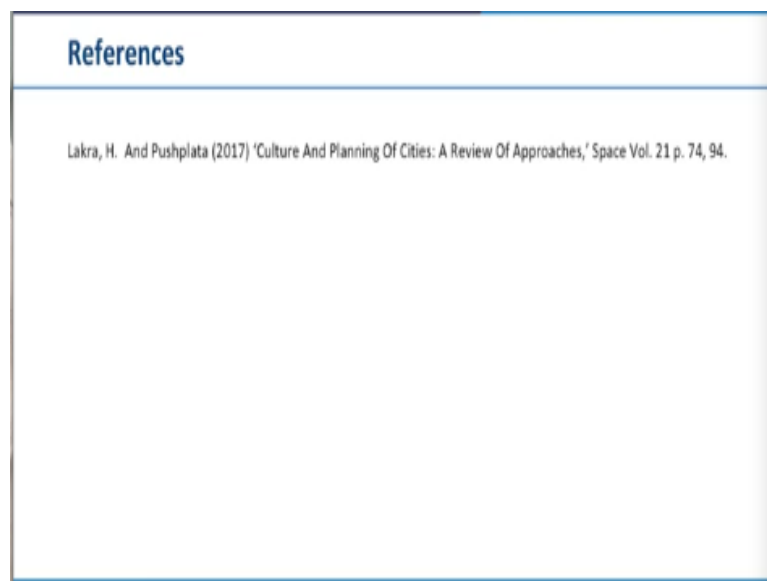 References
Lakra, H. And Pushplata (2017) ‘Culture And Planning Of Cities: A Review Of Approaches,’ Space Vol. 21 p. 74, 94.